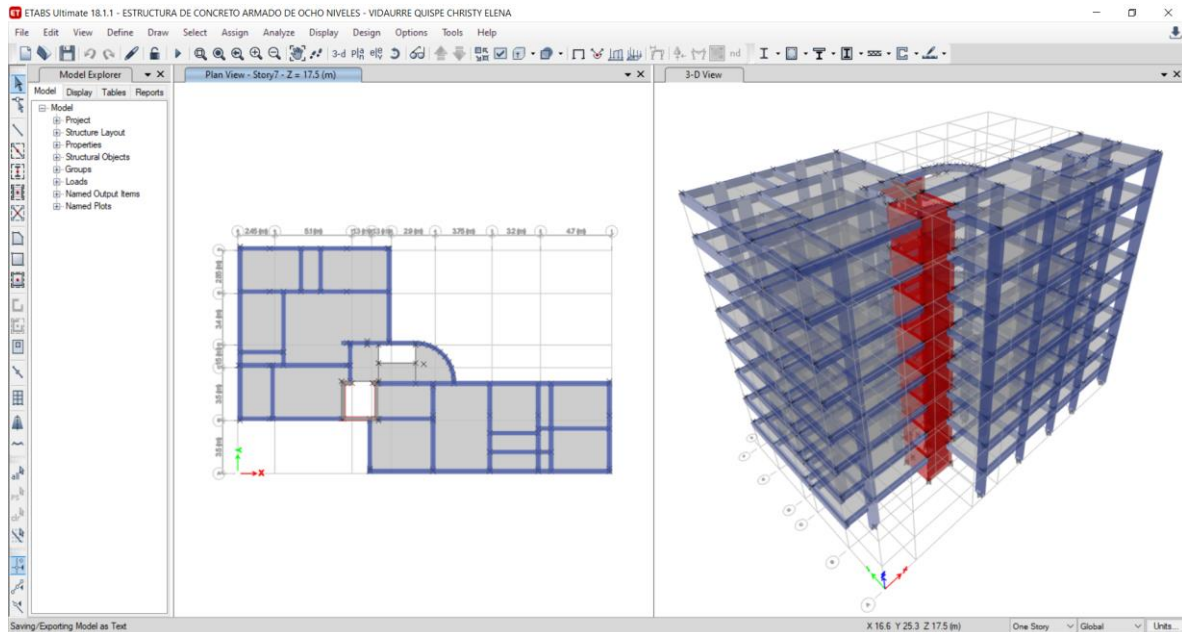 ETABS Ultimate 18.1.1 - ESTRUCTURA DE CONCRETO ARMADO DE OCHO NIVELES - VIDAURRE QUISPE CHRISTY ELENA
File Edit View Define Draw Select Assign Analyze Display Design Options Tools Help
3-d nd
Model Explorer
Plan View - Story7 - Z = 17.5 (m)
3-D View
Model Display Tables Reports
Model
Project
Structure Layout
Properties
Structural Objects
Groups
Loads
Named Output Items
Named Plots
2.45 (m) 5.1 (m) 2.9 (m) 3.75 (m) 3.2 (m) 4.7 (m)
3.4 (m)
Y
X
all
Saving/Exporting Model as Text
X 16.6 Y 25.3 Z 17.5 (m)
One Story
Global
Units...